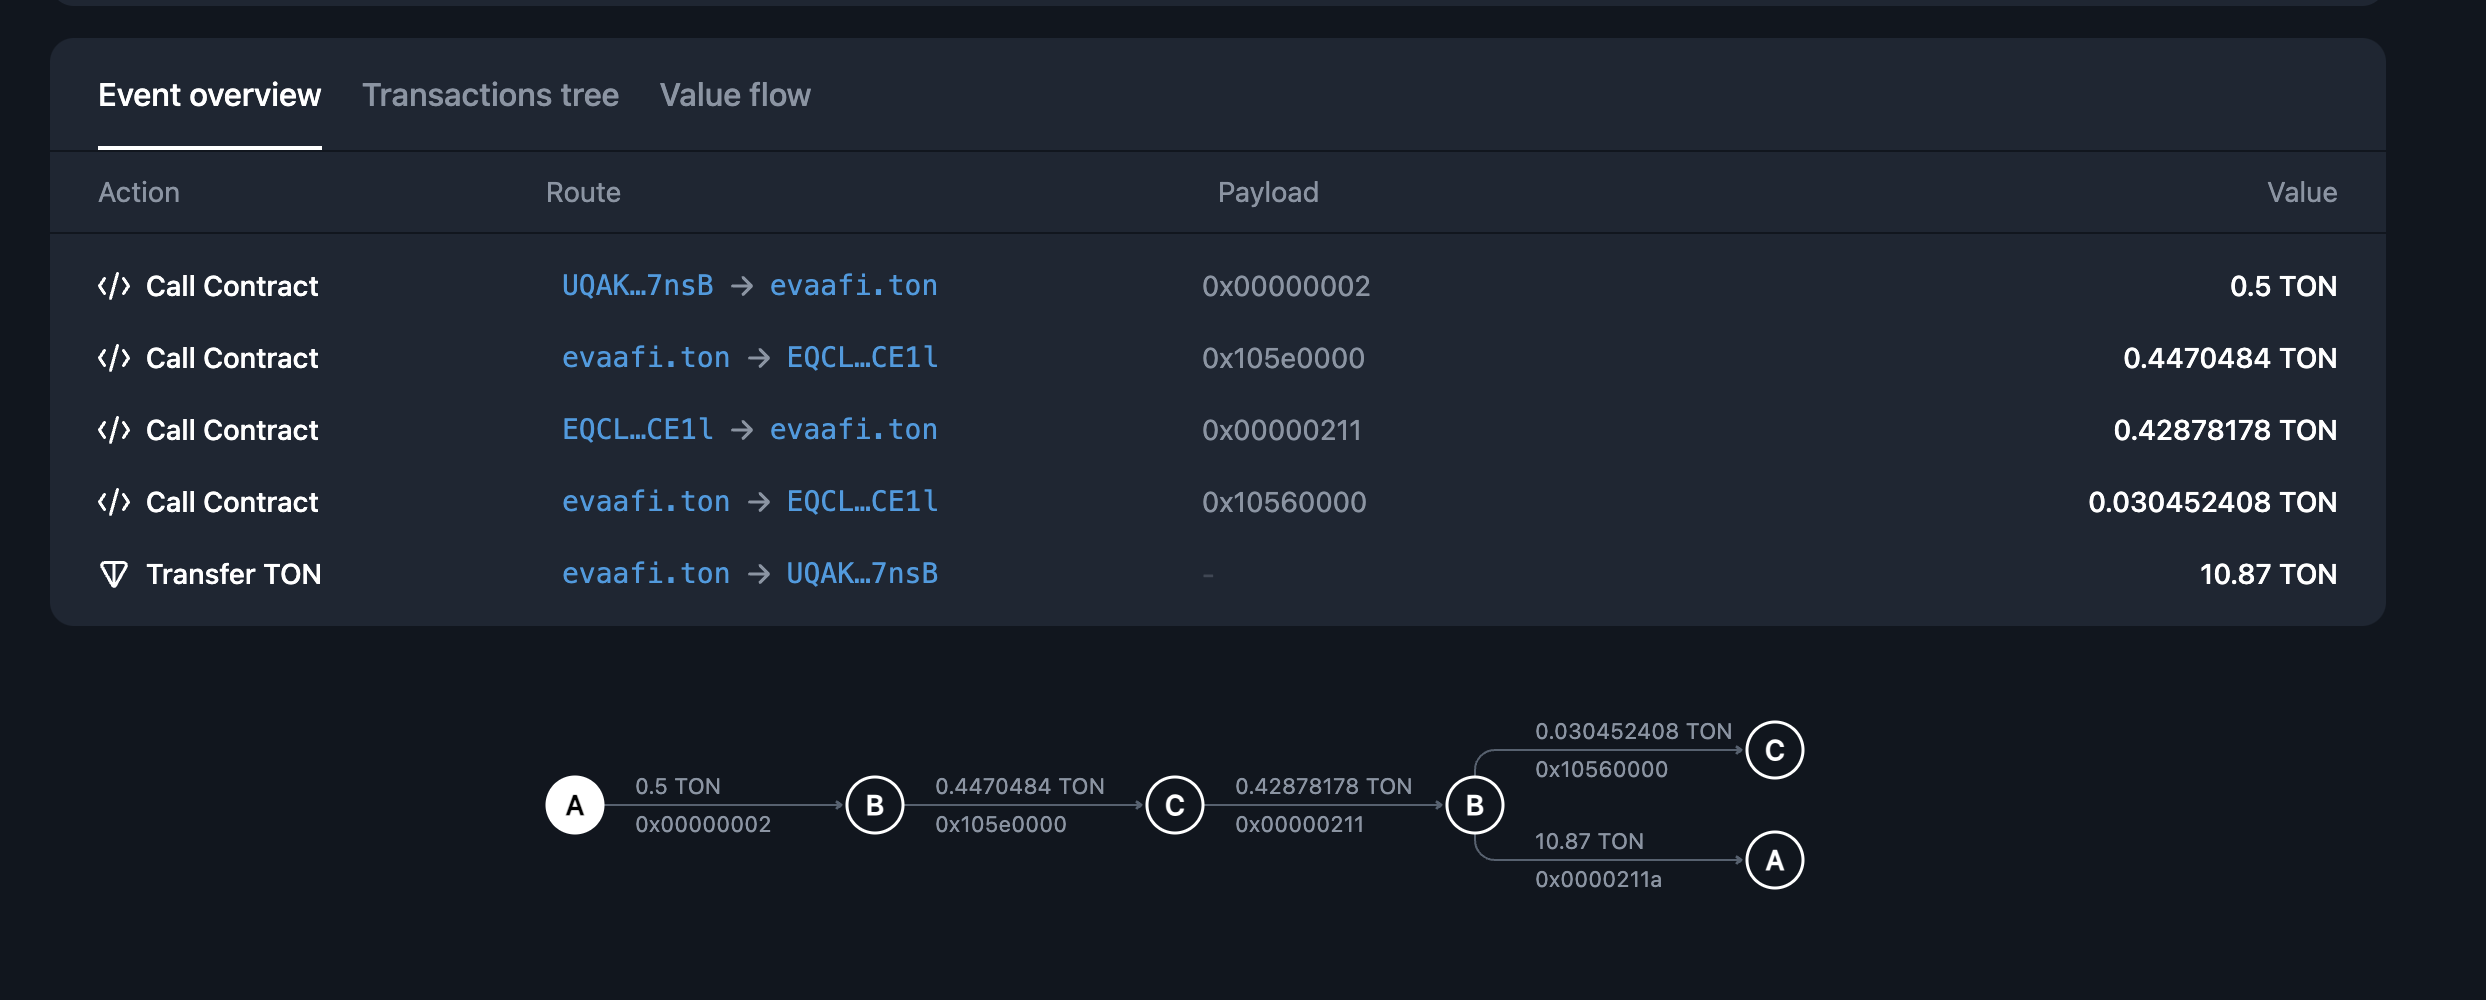 Event overview Transactions tree Value flow
Action Route Payload Value
Call Contract UQAK…7nsB → evaafi.ton 0x00000002 0.5 TON
Call Contract evaafi.ton → EQCL…CE1l 0x105e0000 0.4470484 TON
Call Contract EQCL…CE1l → evaafi.ton 0x00000211 0.42878178 TON
Call Contract evaafi.ton → EQCL…CE1l 0x10560000 0.030452408 TON
Transfer TON evaafi.ton → UQAK…7nsB - 10.87 TON
0.030452408 TON
C
0x10560000
0.5 TON 0.4470484 TON 0.42878178 TON
A B C B
0x00000002 0x105e0000 0x00000211
10.87 TON
A
0x0000211a